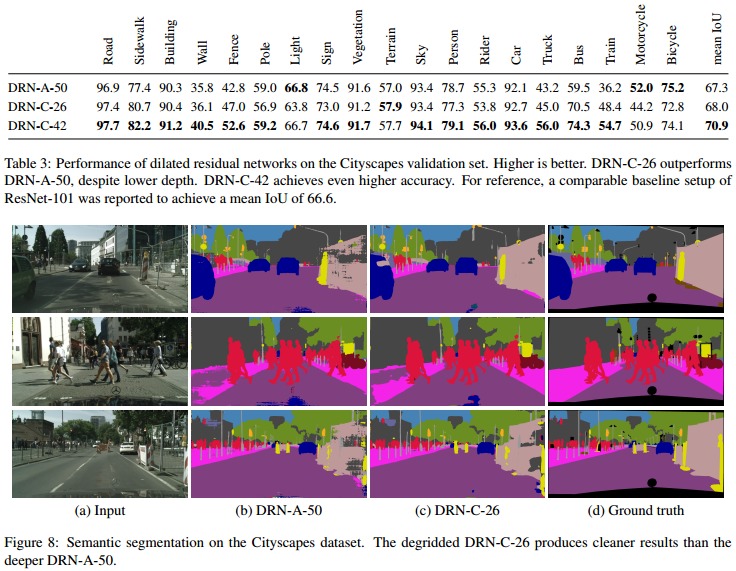 Road Sidewalk Building Wall Fence Pole Light Sign Vegetation Terrain Sky Person Rider Car Truck Bus Train Motorcycle Bicycle mean IoU
DRN-A-50 96.9 77.4 90.3 35.8 42.8 59.0 66.8 74.5 91.6 57.0 93.4 78.7 55.3 92.1 43.2 59.5 36.2 52.0 75.2 67.3
DRN-C-26 97.4 80.7 90.4 36.1 47.0 56.9 63.8 73.0 91.2 57.9 93.4 77.3 53.8 92.7 45.0 70.5 48.4 44.2 72.8 68.0
DRN-C-42 97.7 82.2 91.2 40.5 52.6 59.2 66.7 74.6 91.7 57.7 94.1 79.1 56.0 93.6 56.0 74.3 54.7 50.9 74.1 70.9
Table 3: Performance of dilated residual networks on the Cityscapes validation set. Higher is better. DRN-C-26 outperforms
DRN-A-50, despite lower depth. DRN-C-42 achieves even higher accuracy. For reference, a comparable baseline setup of
ResNet-101 was reported to achieve a mean IoU of 66.6.
(a) Input (b) DRN-A-50 (c) DRN-C-26 (d) Ground truth
Figure 8: Semantic segmentation on the Cityscapes dataset. The degridded DRN-C-26 produces cleaner results than the
deeper DRN-A-50.